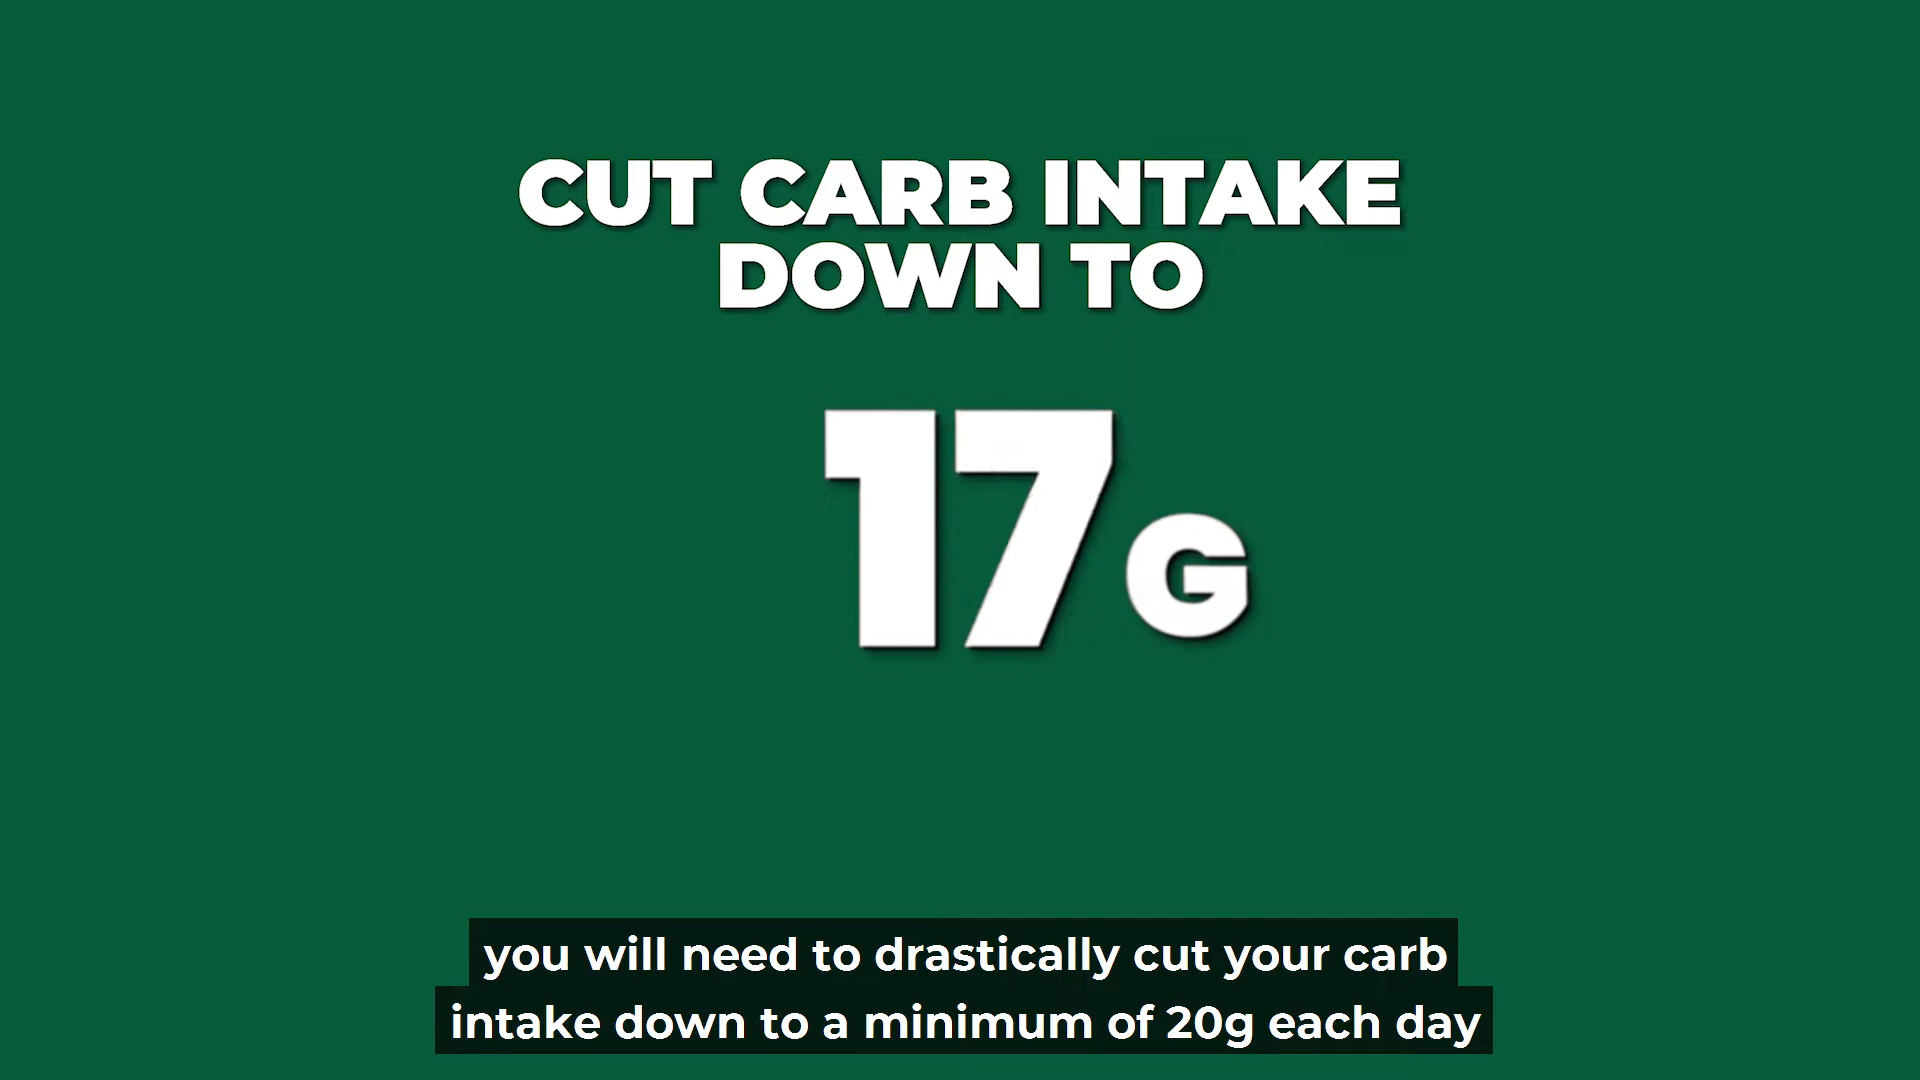 CUT CARB INTAKE
DOWN TO
17G
you will need to drastically cut your carb
intake down to a minimum of 20g each day